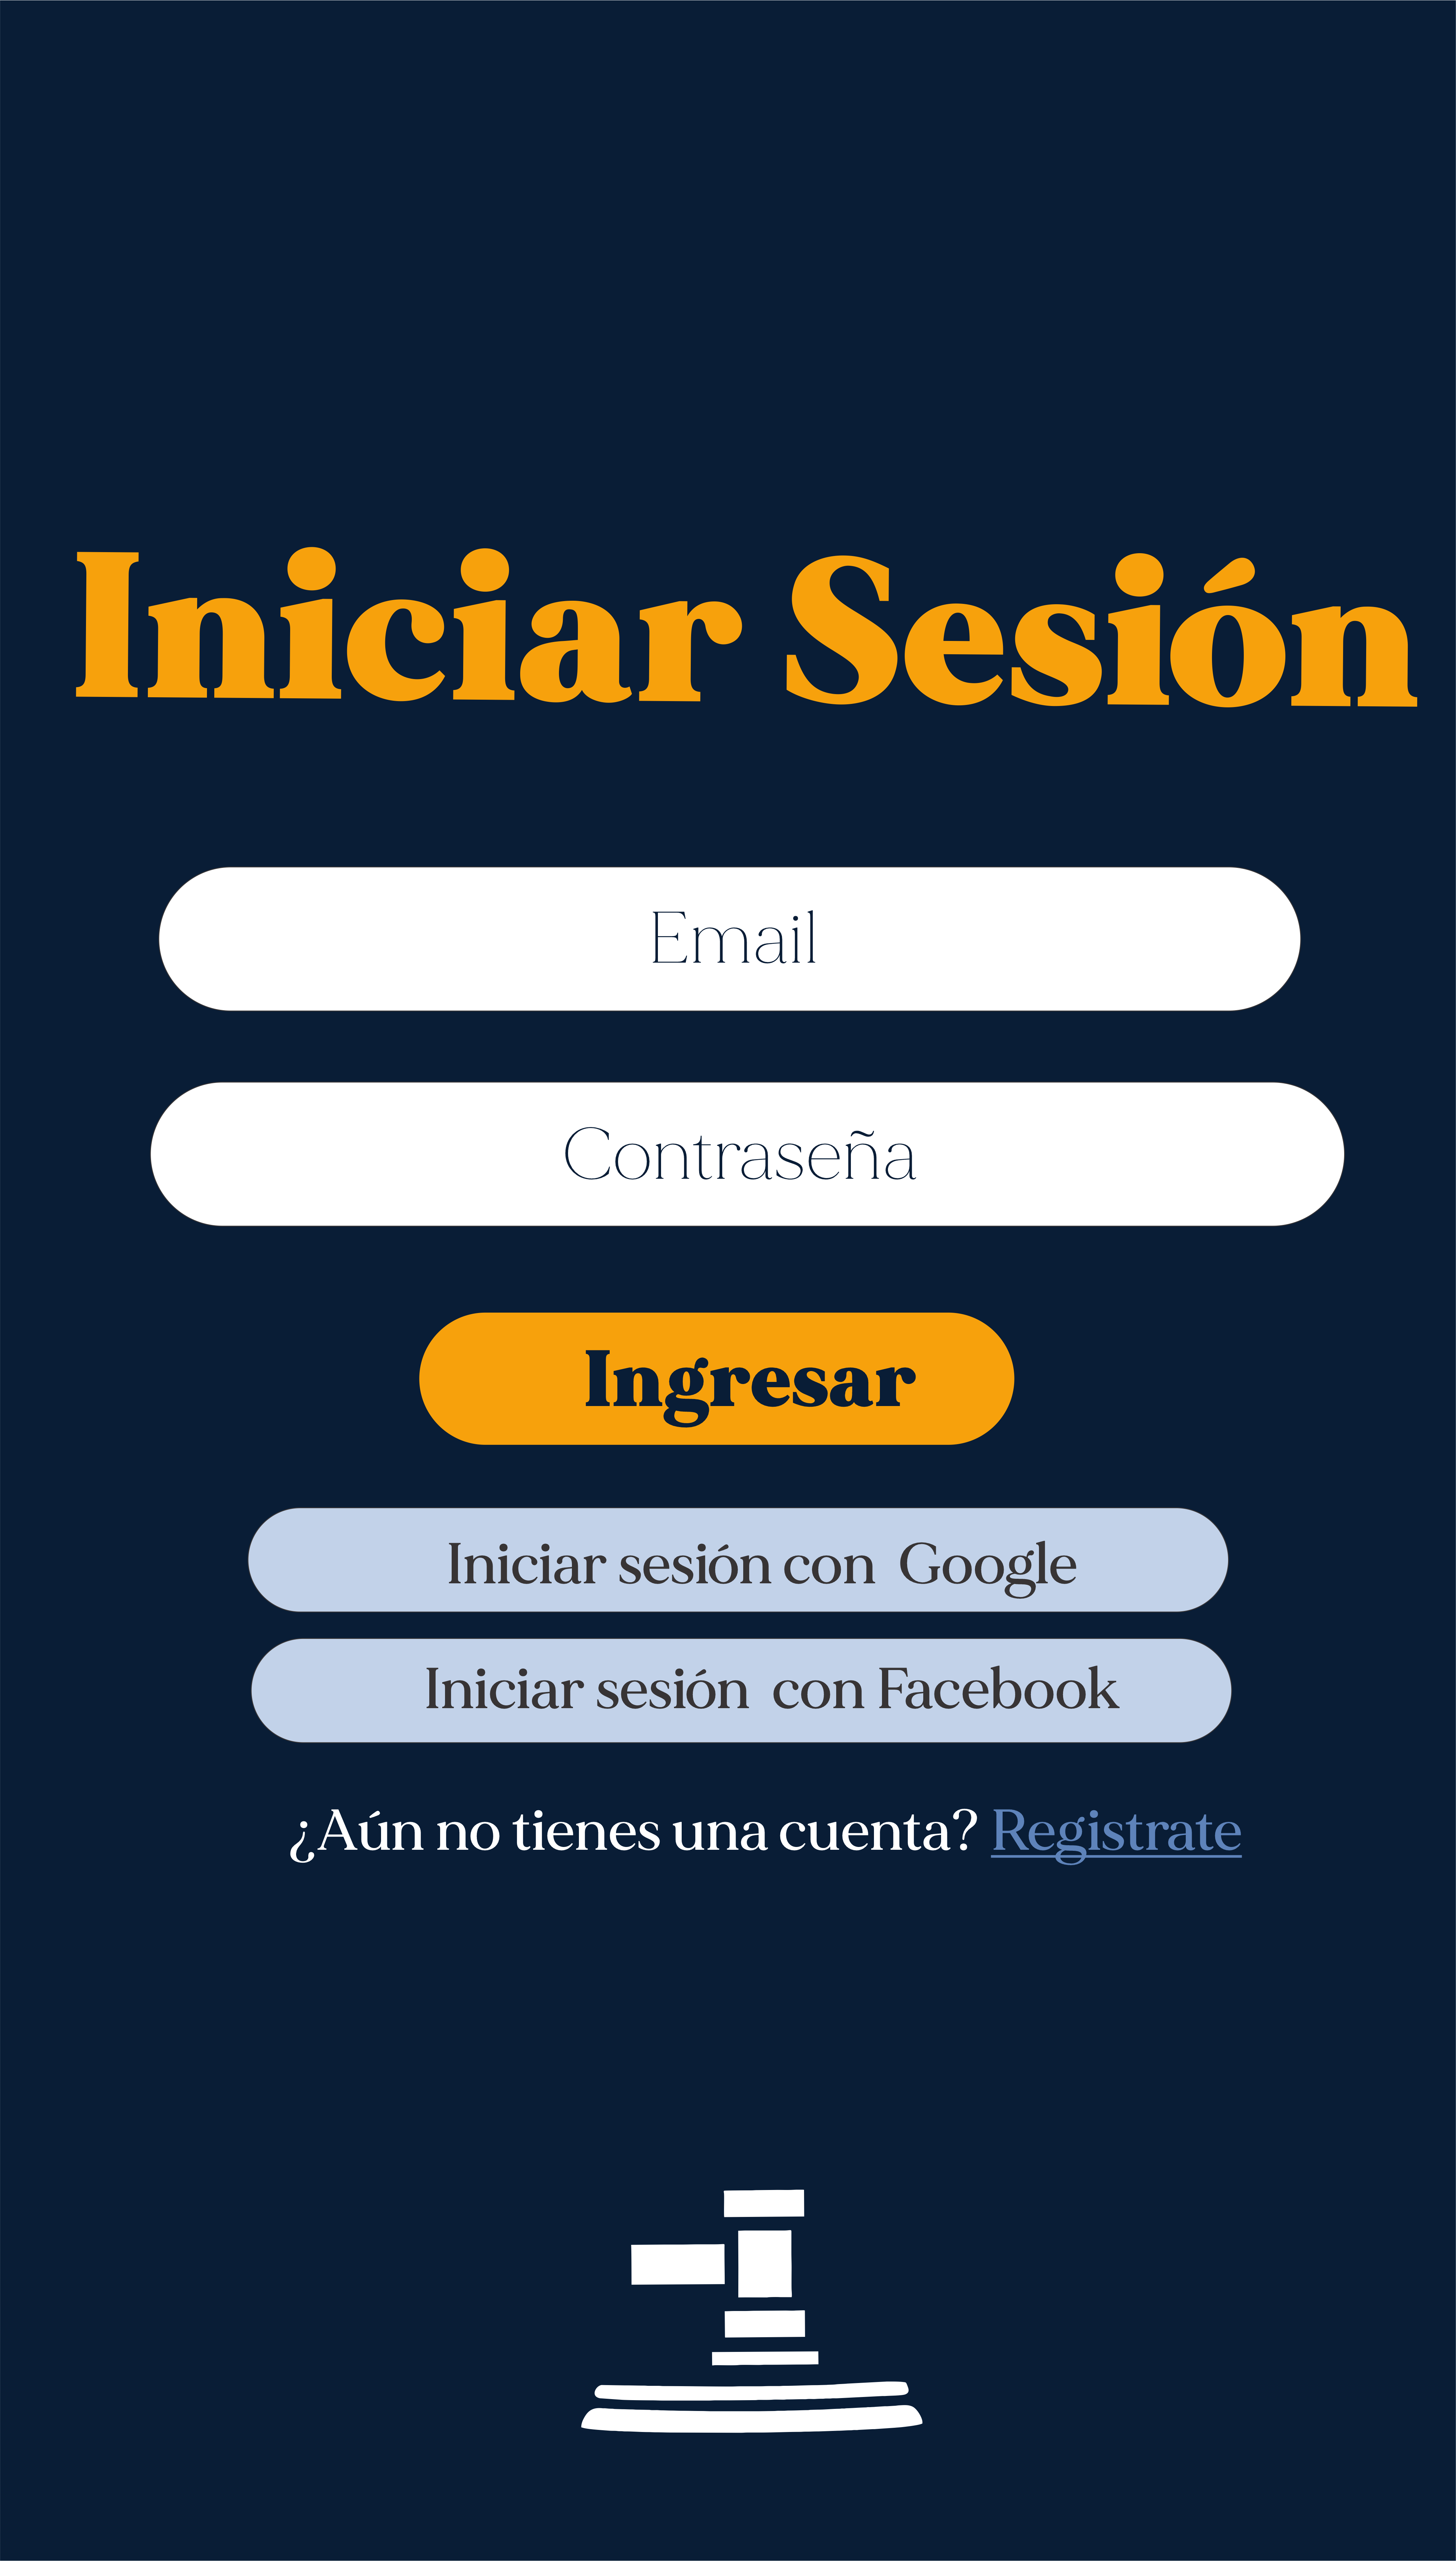 Iniciar Sesión
Email
Contraseña
Ingresar
Iniciar sesión con Google
Iniciar sesión con Facebook
¿Aún no tienes una cuenta? Registrate